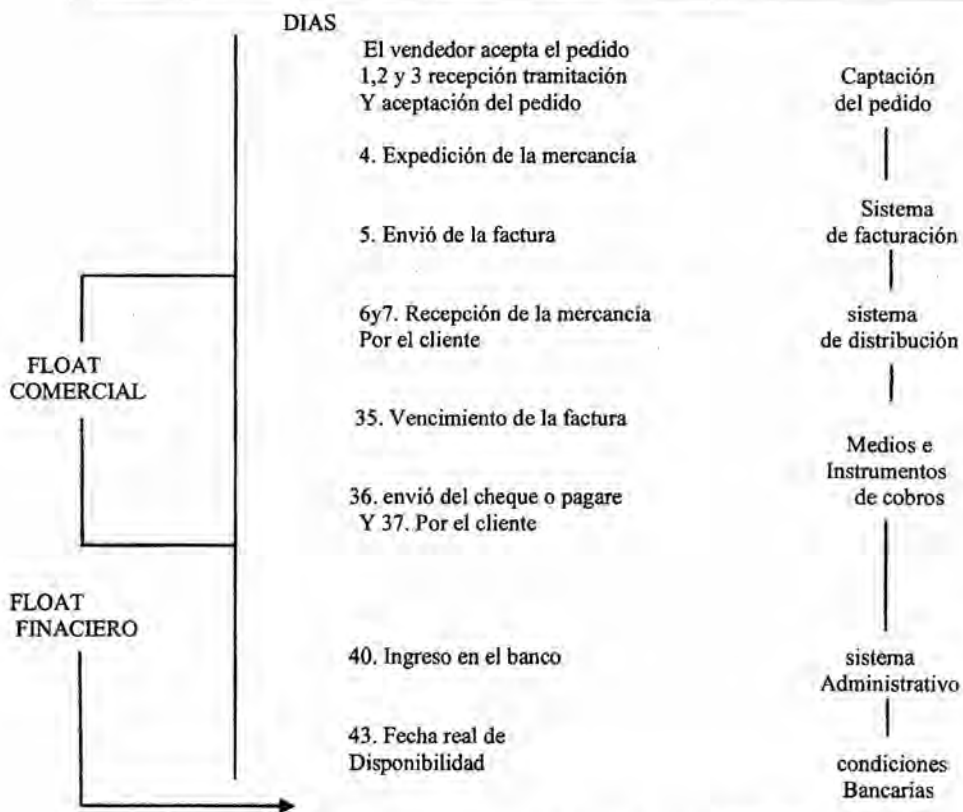 DIAS
El vendedor acepta el pedido
1,2 y 3 recepción tramitación
Y aceptación del pedido
Captación
del pedido
4. Expedición de la mercancía
5. Envió de la factura
Sistema
de facturación
6y7. Recepción de la mercancía
Por el cliente
sistema
de distribución
FLOAT
COMERCIAL
35. Vencimiento de la factura
Medios e
Instrumentos
de cobros
36. envió del cheque o pagare
Y 37. Por el cliente
FLOAT
FINACIERO
40. Ingreso en el banco
sistema
Administrativo
43. Fecha real de
Disponibilidad
condiciones
Bancarías